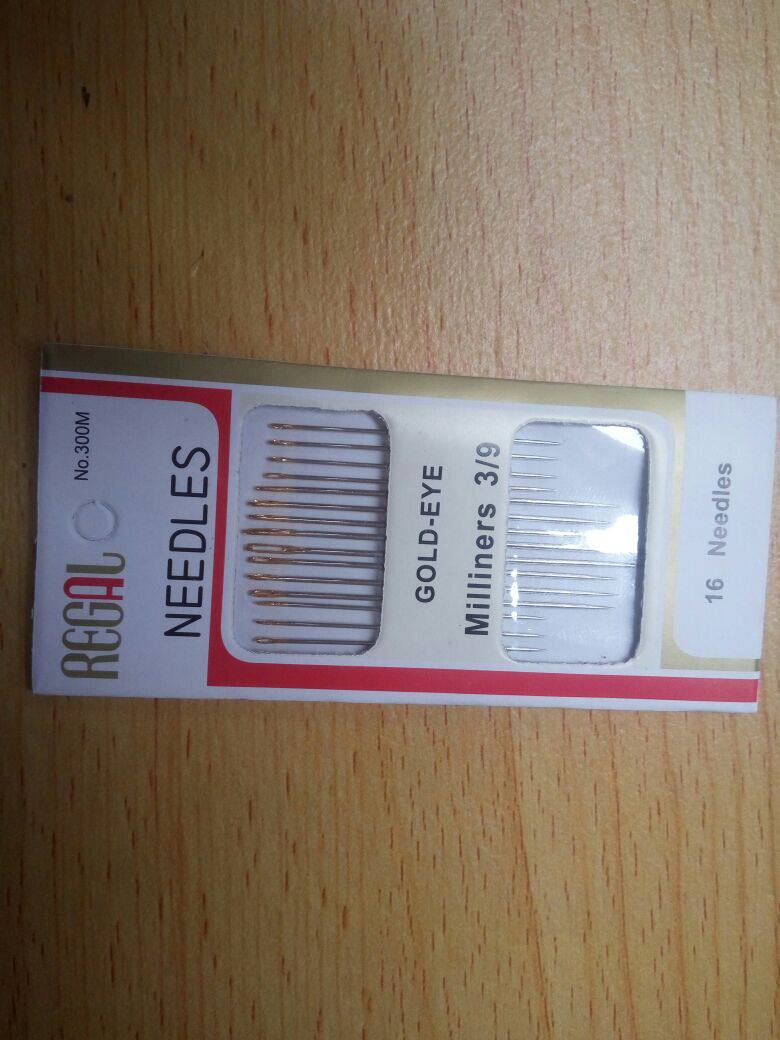 No.300M
REGAL
NEEDLES
GOLD-EYE
Milliners 3/9
16 Needles